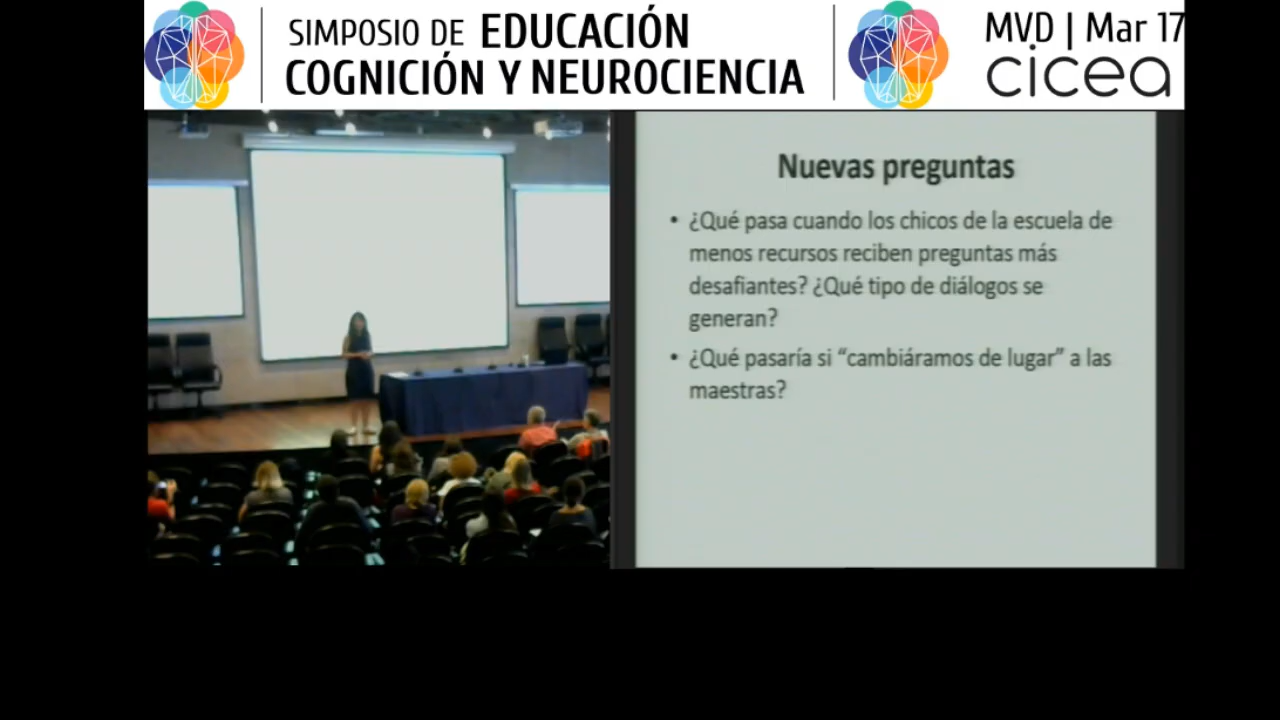 SIMPOSIO DE EDUCACIÓN
COGNICIÓN Y NEUROCIENCIA
MVD | Mar 17
cicea
Nuevas preguntas
• ¿Qué pasa cuando los chicos de la escuela de
menos recursos reciben preguntas más
desafiantes? ¿Qué tipo de diálogos se
generan?
• ¿Qué pasaría si “cambiáramos de lugar” a las
maestras?